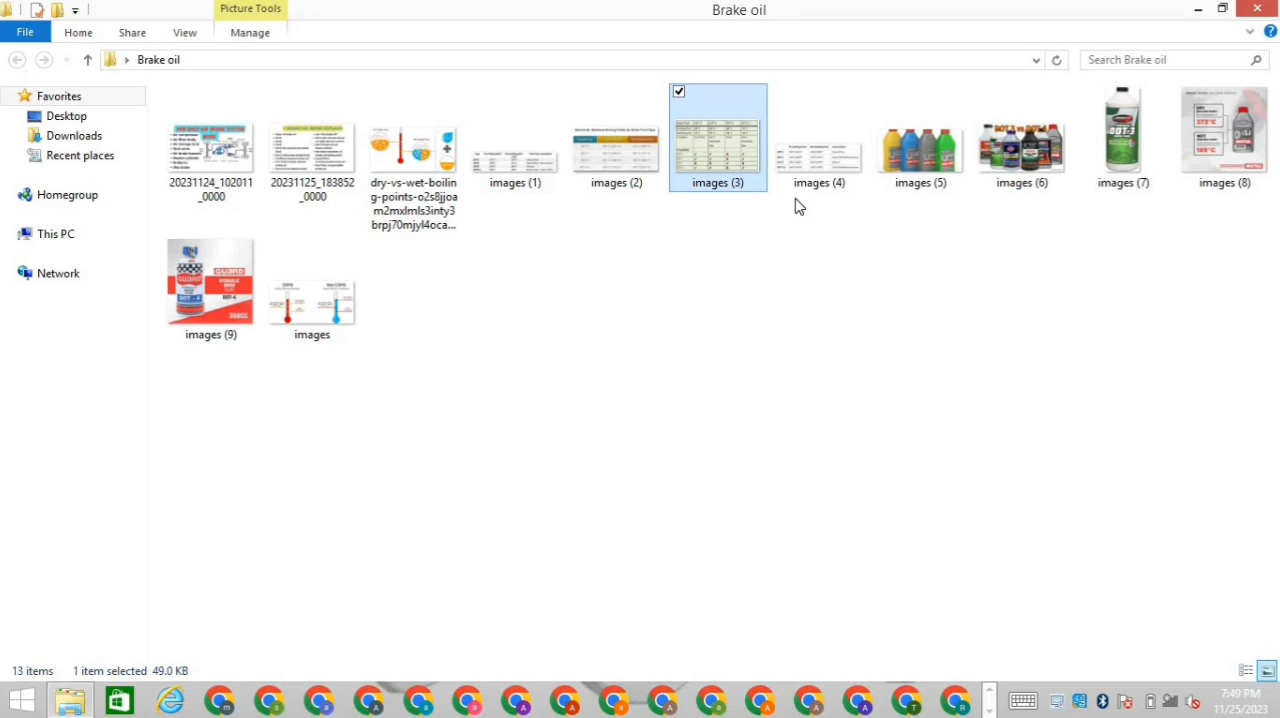 Picture Tools
Brake oil
File
Home
Share
View
Manage
Brake oil
Search Brake oil
Favorites
Desktop
Downloads
Recent places
Homegroup
This PC
Network
20231124_102011
_0000
20231125_183852
_0000
dry-vs-wet-boilin
g-points-o2s8jjoa
m2mxlmls3inty3
brpj70mjyl4oca...
images (1)
images (2)
images (3)
images (4)
images (5)
images (6)
images (7)
images (8)
images (9)
images
13 items
1 item selected 49.0 KB
7:49 PM
11/25/2023